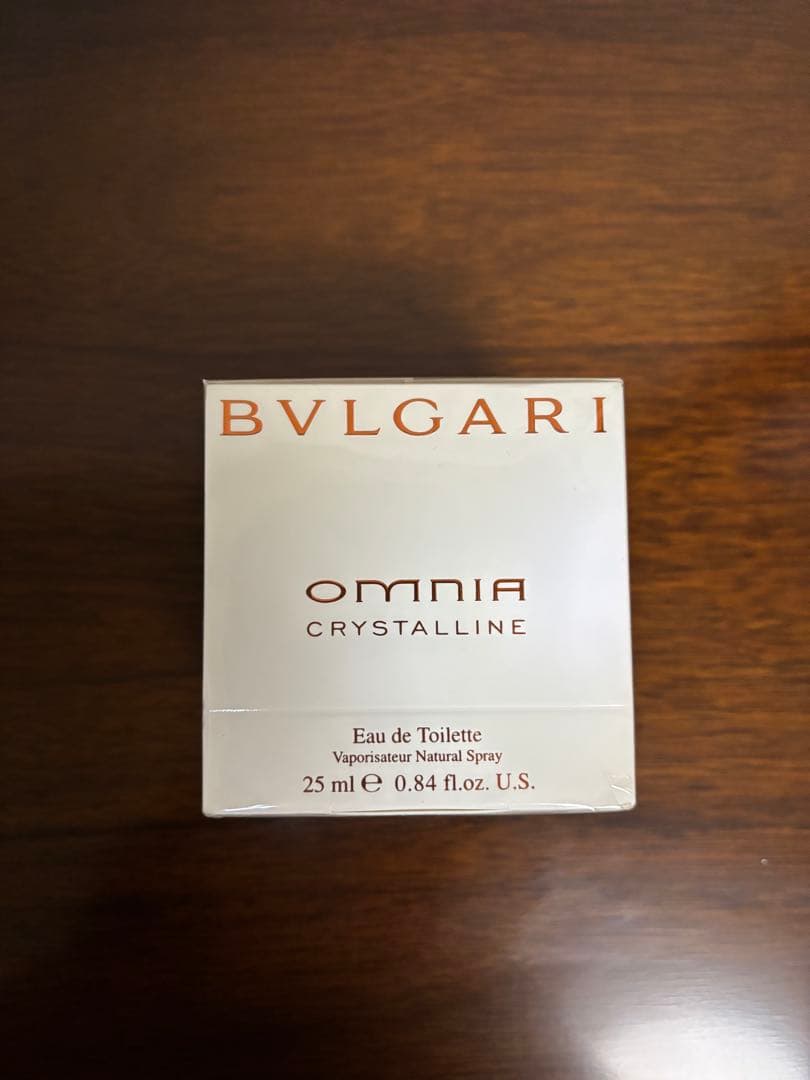 BVLGARI
OMNIA
CRYSTALLINE
Eau de Toilette
Vaporisateur Natural Spray
25 ml ℮ 0.84 fl.oz. U.S.